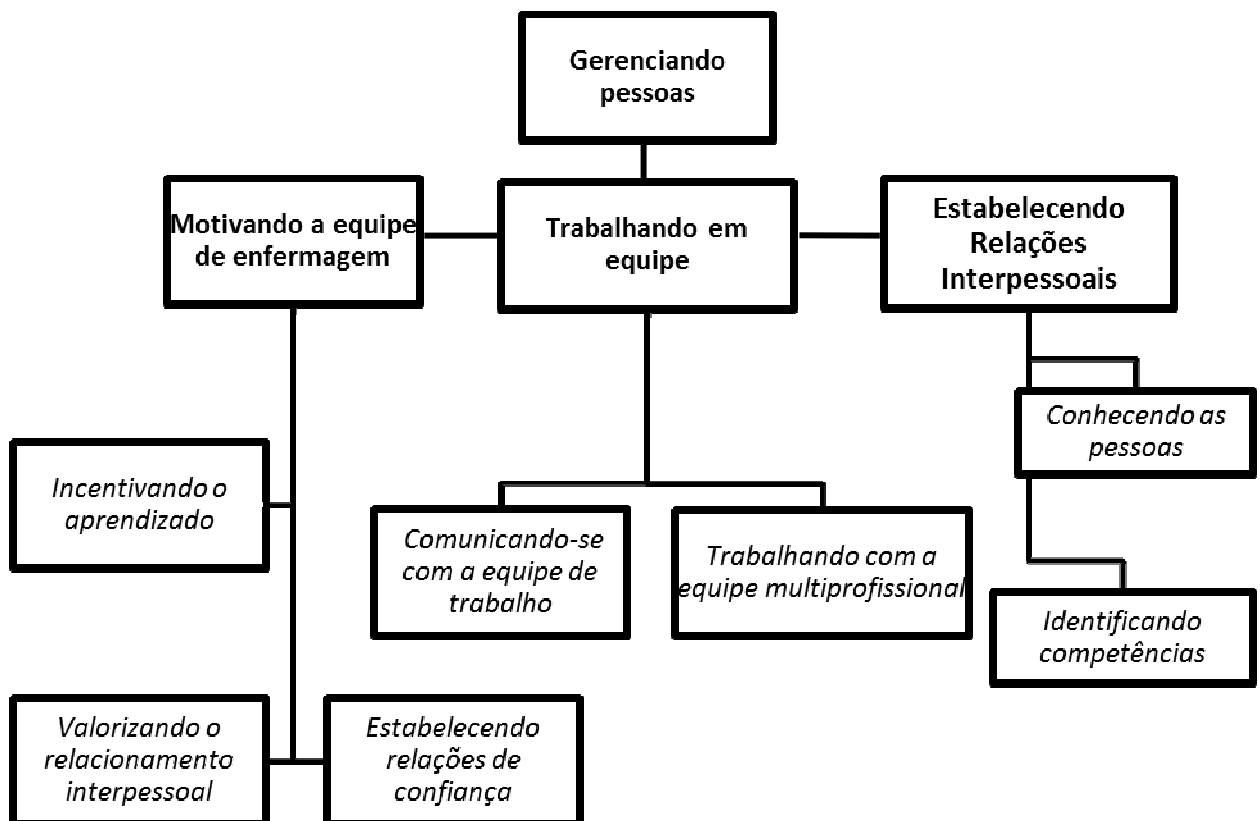 Gerenciando
pessoas
Motivando a equipe
de enfermagem
Trabalhando em
equipe
Estabelecendo
Relações
Interpessoais
Incentivando o
aprendizado
Valorizando o
relacionamento
interpessoal
Estabelecendo
relações de
confiança
Comunicando-se
com a equipe de
trabalho
Trabalhando com a
equipe multiprofissional
Conhecendo as
pessoas
Identificando
competências